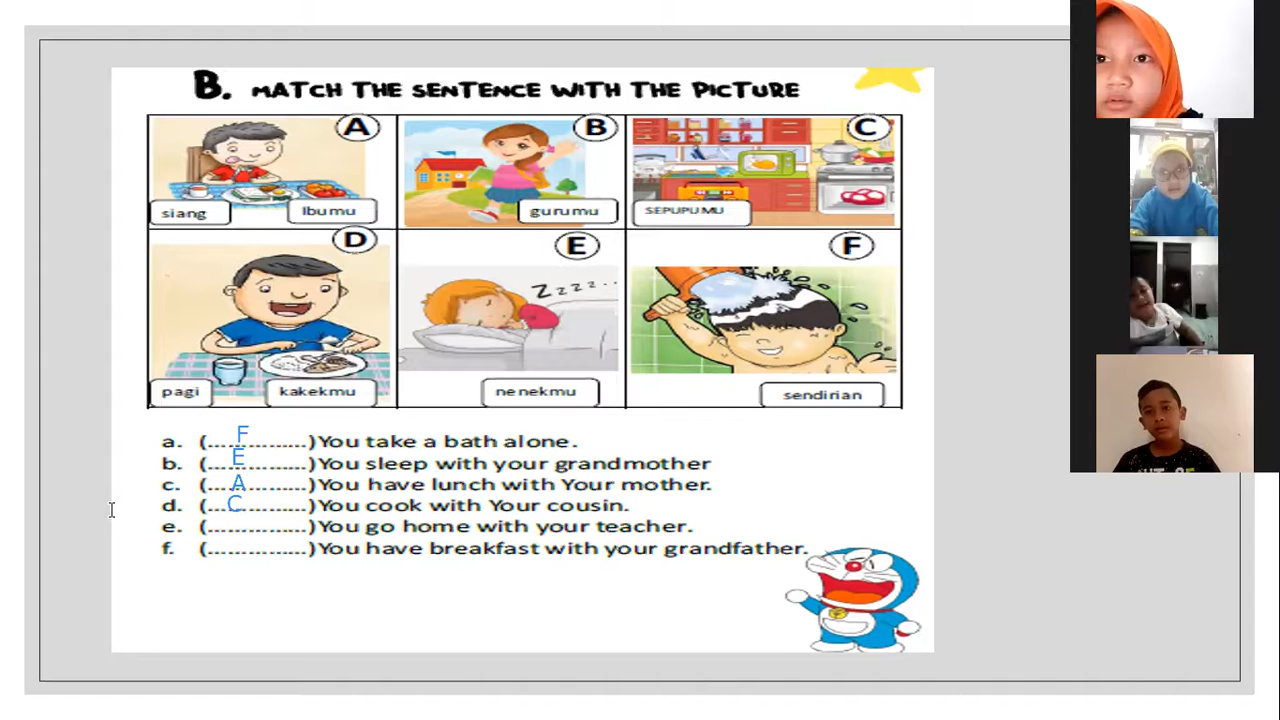 B. MATCH THE SENTENCE WITH THE PICTURE
A
siang
Ibumu
B
gurumu
C
SEPUPUMU
D
pagi
kakekmu
E
Zzzz...
nenekmu
F
sendirian
a. (......F.........)You take a bath alone.
b. (......E.........)You sleep with your grandmother
c. (......A.........)You have lunch with Your mother.
d. (......C.........)You cook with Your cousin.
e. (...............)You go home with your teacher.
f. (...............)You have breakfast with your grandfather.